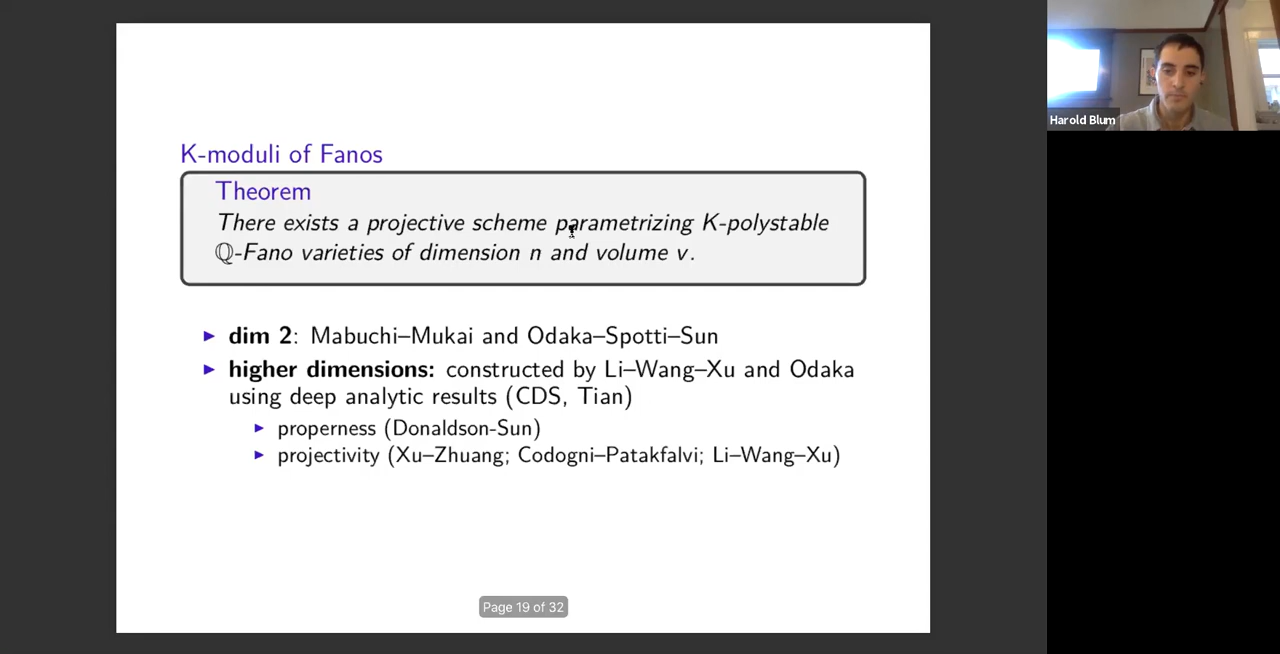 K-moduli of Fanos
Theorem
There exists a projective scheme parametrizing K-polystable
ℚ-Fano varieties of dimension n and volume v.
▶ dim 2: Mabuchi–Mukai and Odaka–Spotti–Sun
▶ higher dimensions: constructed by Li–Wang–Xu and Odaka
using deep analytic results (CDS, Tian)
▶ properness (Donaldson-Sun)
▶ projectivity (Xu–Zhuang; Codogni–Patakfalvi; Li–Wang–Xu)
Page 19 of 32
Harold Blum